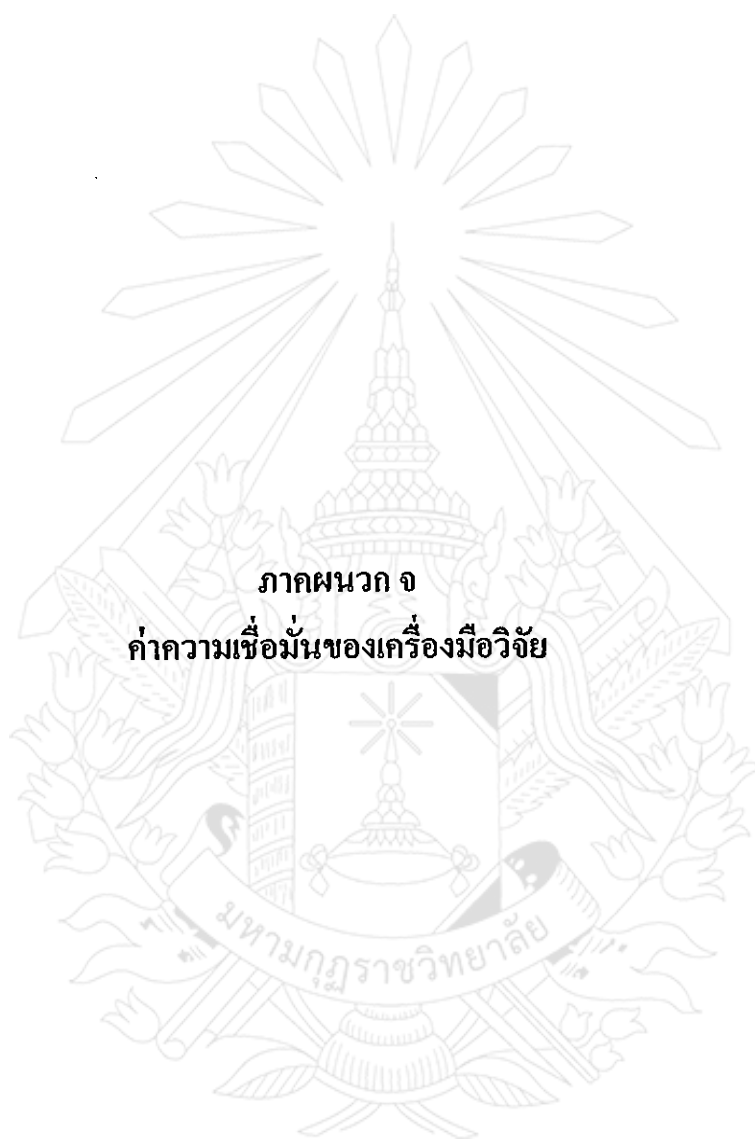 ภาคผนวก จ
ค่าความเชื่อมั่นของเครื่องมือวิจัย
มหามกุฏราชวิทยาลัย